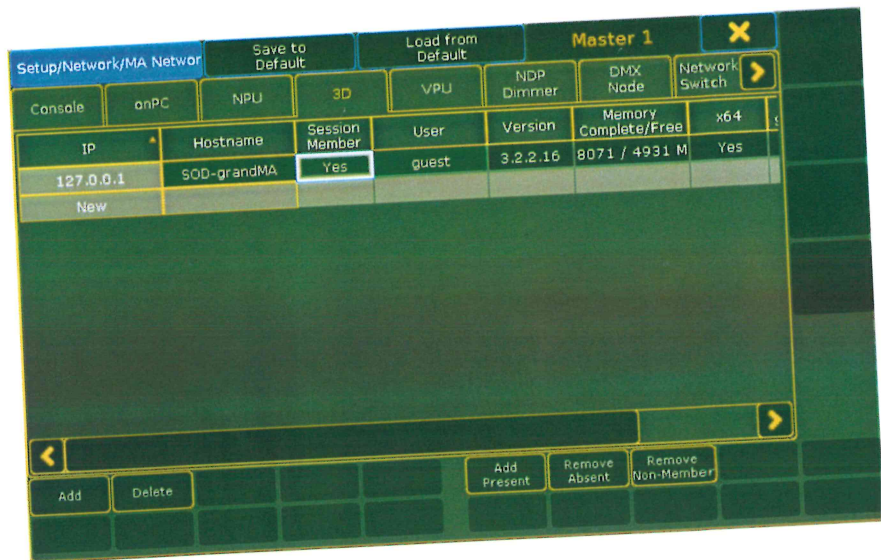 Setup/Network/MA Networ
Save to
Default
Load from
Default
Master 1
Console
onPC
NPU
3D
VPU
NDP
Dimmer
DMX
Node
Network
Switch
IP
Hostname
Session
Member
User
Version
Memory
Complete/Free
x64
127.0.0.1
SOD-grandMA
Yes
guest
3.2.2.16
8071 / 4931 M
Yes
New
Add
Delete
Add
Present
Remove
Absent
Remove
Non-Member